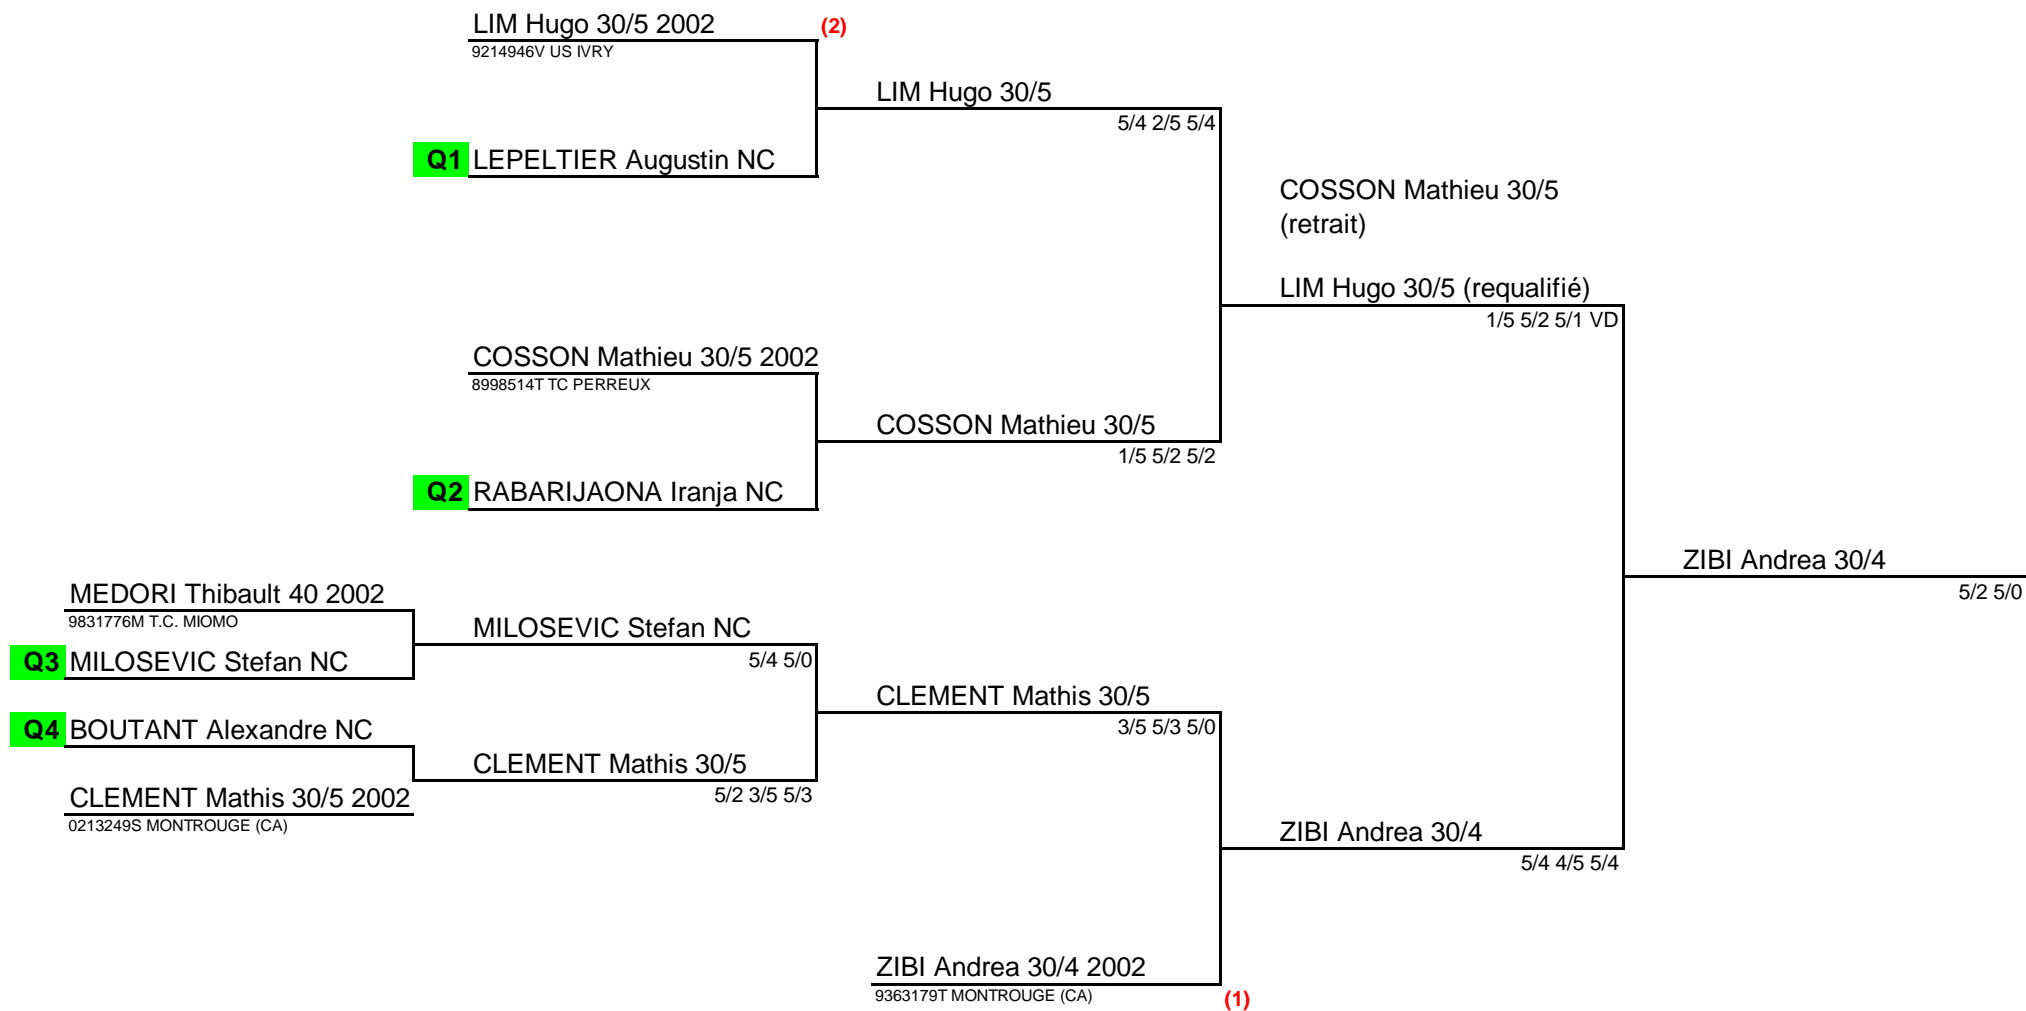 LIM Hugo 30/5 2002
(2)
9214946V US IVRY
LIM Hugo 30/5
5/4 2/5 5/4
Q1 LEPELTIER Augustin NC
COSSON Mathieu 30/5
(retrait)
LIM Hugo 30/5 (requalifié)
1/5 5/2 5/1 VD
COSSON Mathieu 30/5 2002
8998514T TC PERREUX
COSSON Mathieu 30/5
1/5 5/2 5/2
Q2 RABARIJAONA Iranja NC
ZIBI Andrea 30/4
5/2 5/0
MEDORI Thibault 40 2002
9831776M T.C. MIOMO
MILOSEVIC Stefan NC
5/4 5/0
Q3 MILOSEVIC Stefan NC
CLEMENT Mathis 30/5
3/5 5/3 5/0
Q4 BOUTANT Alexandre NC
CLEMENT Mathis 30/5
5/2 3/5 5/3
CLEMENT Mathis 30/5 2002
0213249S MONTROUGE (CA)
ZIBI Andrea 30/4
5/4 4/5 5/4
ZIBI Andrea 30/4 2002
9363179T MONTROUGE (CA)
(1)